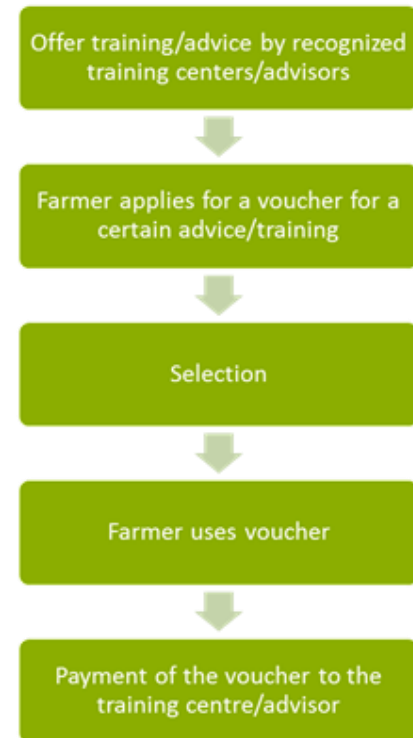 Offer training/advice by recognized
training centers/advisors
Farmer applies for a voucher for a
certain advice/training
Selection
Farmer uses voucher
Payment of the voucher to the
training centre/advisor